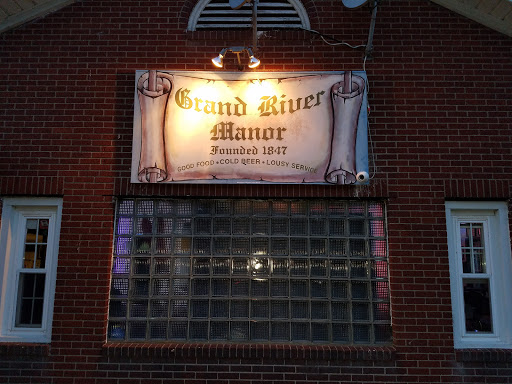 Grand River
Manor
Founded 1847
GOOD FOOD • COLD BEER • LOUSY SERVICE